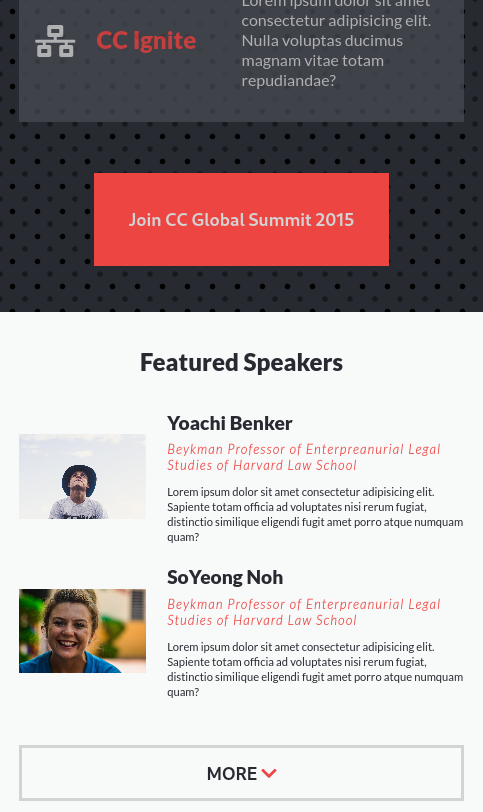 Lorem ipsum dolor sit amet
consectetur adipisicing elit.
CC Ignite
Nulla voluptas ducimus
magnam vitae totam
repudiandae?
Join CC Global Summit 2015
Featured Speakers
Yoachi Benker
Beykman Professor of Enterpreanurial Legal
Studies of Harvard Law School
Lorem ipsum dolor sit amet consectetur adipisicing elit.
Sapiente totam officia ad voluptates nisi rerum fugiat,
distinctio similique eligendi fugit amet porro atque numquam
quam?
SoYeong Noh
Beykman Professor of Enterpreanurial Legal
Studies of Harvard Law School
Lorem ipsum dolor sit amet consectetur adipisicing elit.
Sapiente totam officia ad voluptates nisi rerum fugiat,
distinctio similique eligendi fugit amet porro atque numquam
quam?
MORE